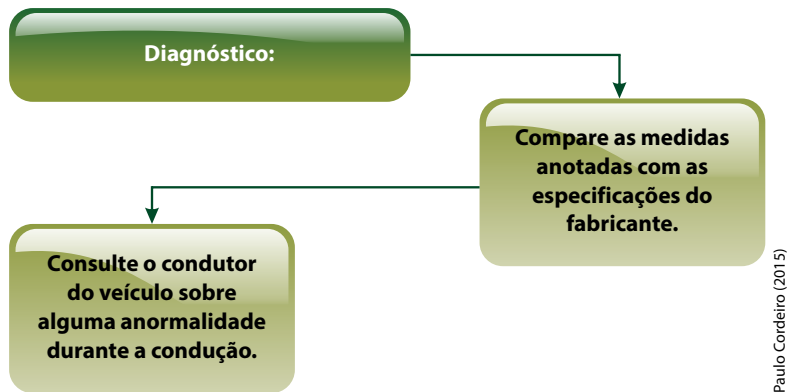 Diagnóstico:
Compare as medidas
anotadas com as
especificações do
fabricante.
Consulte o condutor
do veículo sobre
alguma anormalidade
durante a condução.
Paulo Cordeiro (2015)